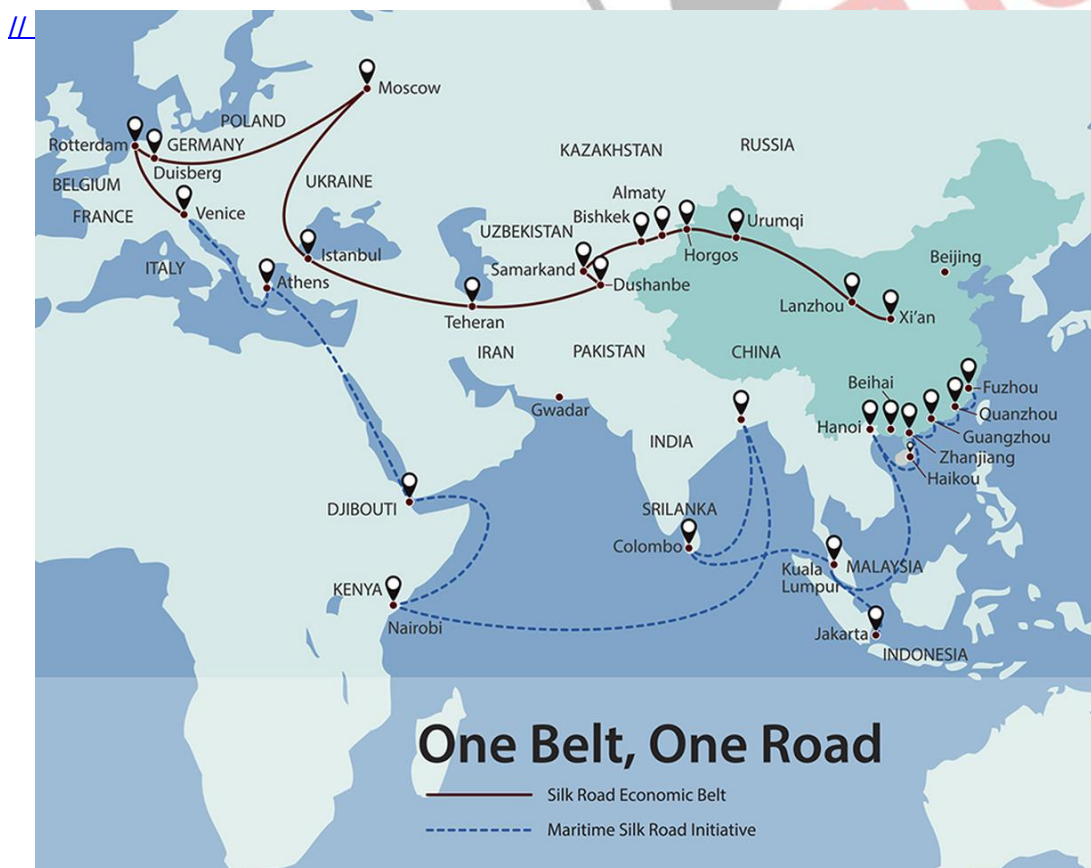 //
Moscow
POLAND
Rotterdam
GERMANY
Duisberg
BELGIUM
FRANCE
Venice
UKRAINE
KAZAKHSTAN
RUSSIA
Almaty
Bishkek
Urumqi
UZBEKISTAN
Horgos
Istanbul
ITALY
Athens
Samarkand
Dushanbe
Beijing
Lanzhou
Xi'an
Teheran
IRAN
PAKISTAN
CHINA
Beihai
Fuzhou
Gwadar
Hanoi
Quanzhou
INDIA
Guangzhou
Zhanjiang
Haikou
DJIBOUTI
SRILANKA
Colombo
Kuala
Lumpur
MALAYSIA
KENYA
Nairobi
Jakarta
INDONESIA
One Belt, One Road
Silk Road Economic Belt
Maritime Silk Road Initiative